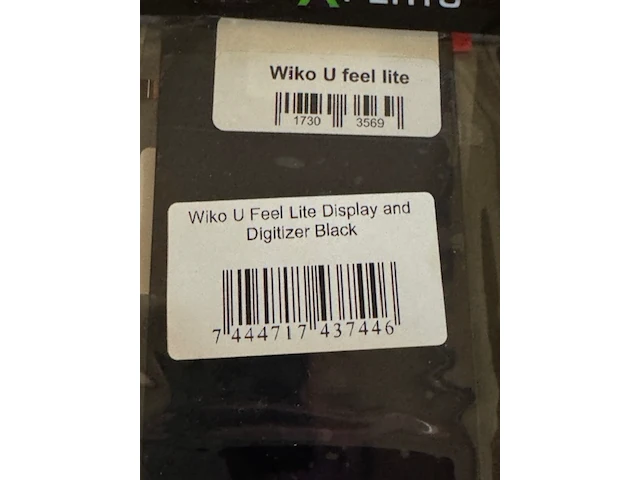 Wiko U feel lite
1730 3569
Wiko U Feel Lite Display and
Digitizer Black
7 444717 437446